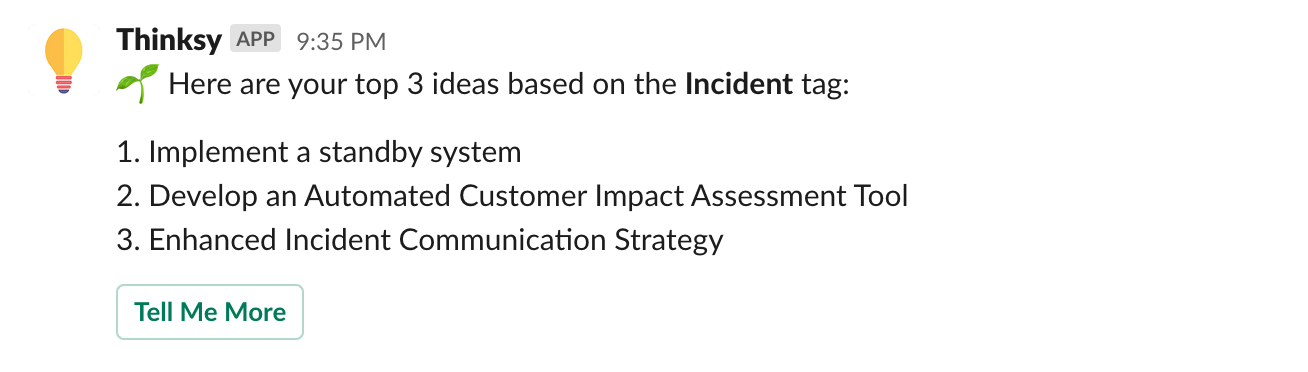 Thinksy APP 9:35 PM
Here are your top 3 ideas based on the Incident tag:
1. Implement a standby system
2. Develop an Automated Customer Impact Assessment Tool
3. Enhanced Incident Communication Strategy
Tell Me More